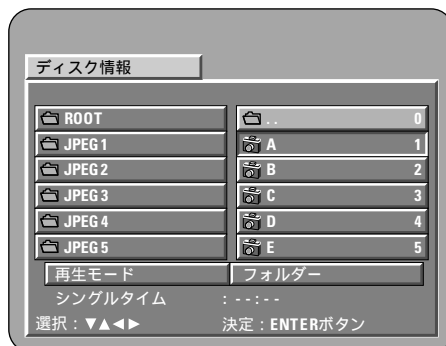 ディスク情報
ROOT
JPEG1
JPEG2
JPEG3
JPEG4
JPEG5
.. 0
A 1
B 2
C 3
D 4
E 5
再生モード フォルダー
シングルタイム : --:--
選択:▼▲◀▶ 決定:ENTERボタン